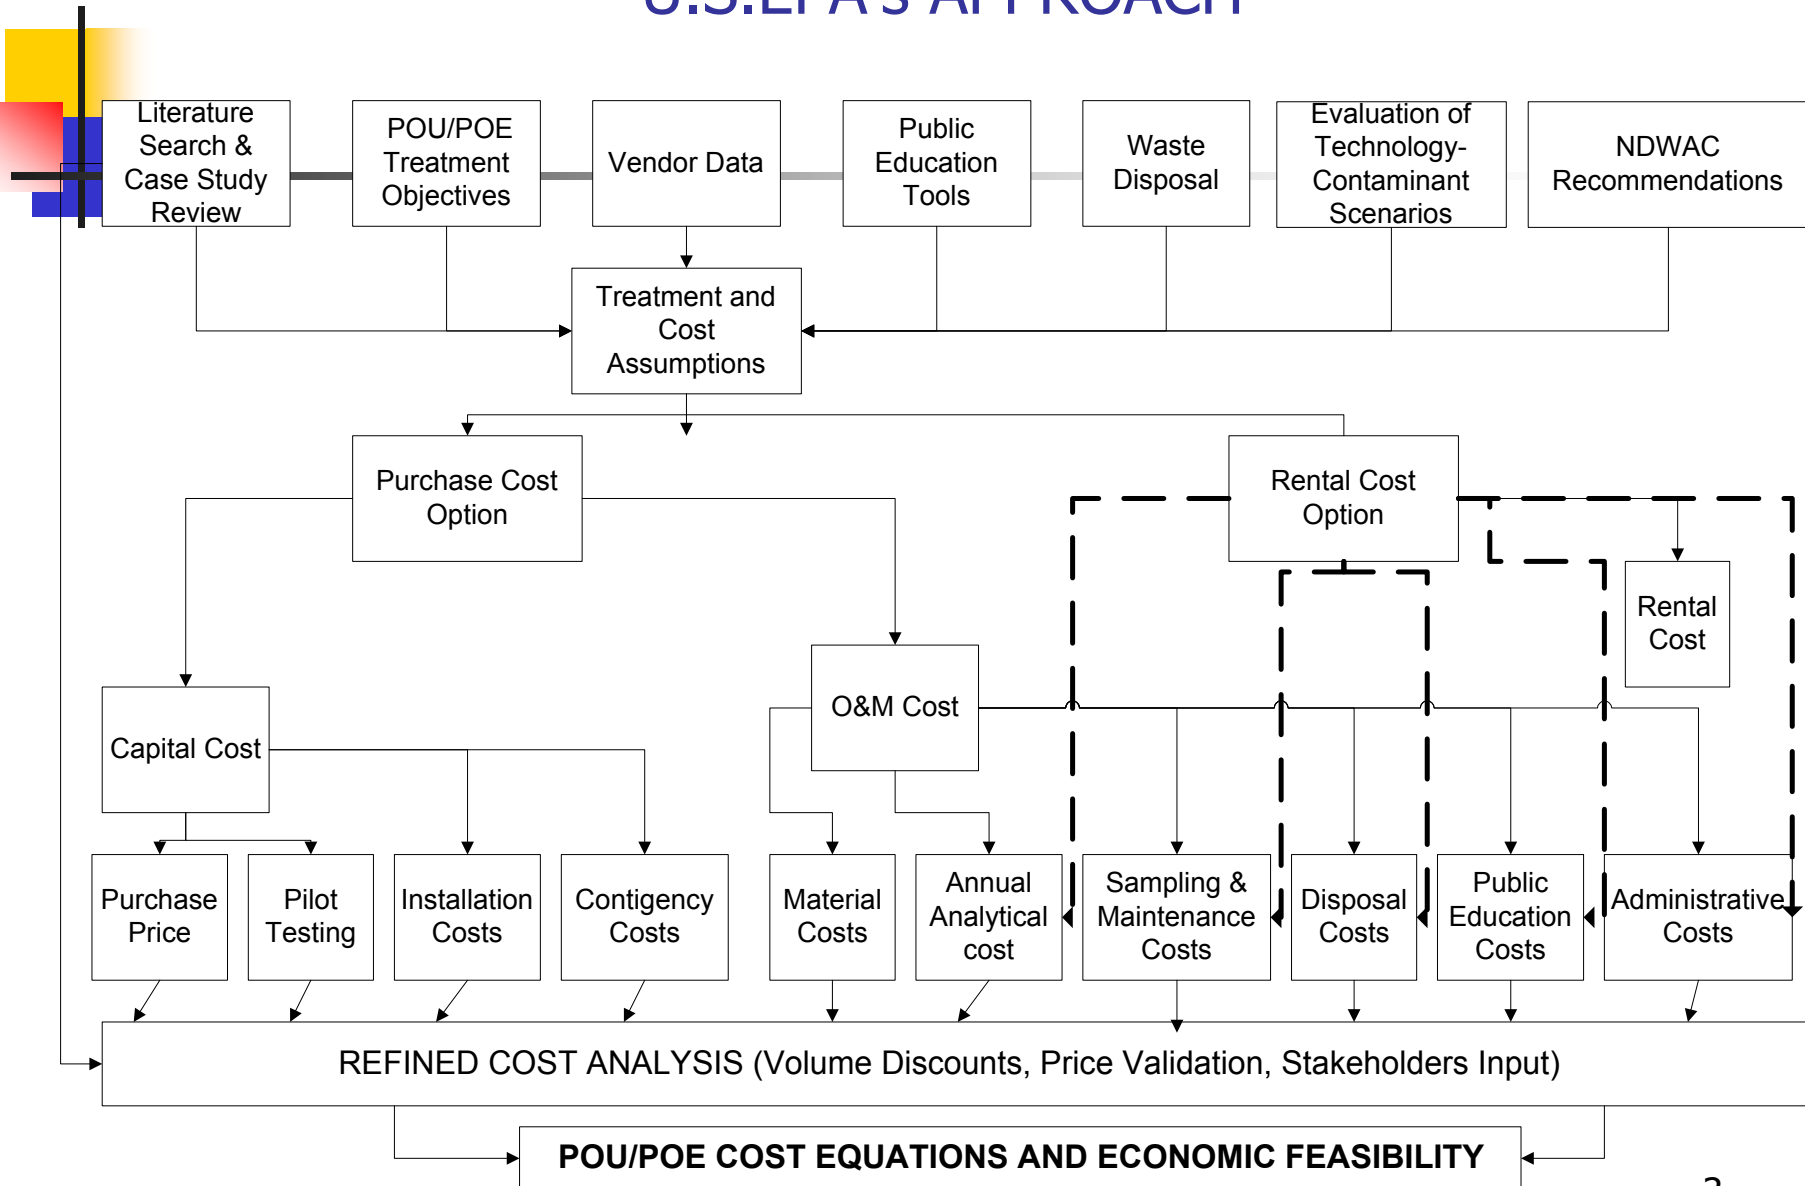 U.S.EPA's APPROACH
Literature
Search &
Case Study
Review
POU/POE
Treatment
Objectives
Vendor Data
Public
Education
Tools
Waste
Disposal
Evaluation of
Technology-
Contaminant
Scenarios
NDWAC
Recommendations
Treatment and
Cost
Assumptions
Purchase Cost
Option
Rental Cost
Option
Rental
Cost
O&M Cost
Capital Cost
Purchase
Price
Pilot
Testing
Installation
Costs
Contigency
Costs
Material
Costs
Annual
Analytical
cost
Sampling &
Maintenance
Costs
Disposal
Costs
Public
Education
Costs
Administrative
Costs
REFINED COST ANALYSIS (Volume Discounts, Price Validation, Stakeholders Input)
POU/POE COST EQUATIONS AND ECONOMIC FEASIBILITY